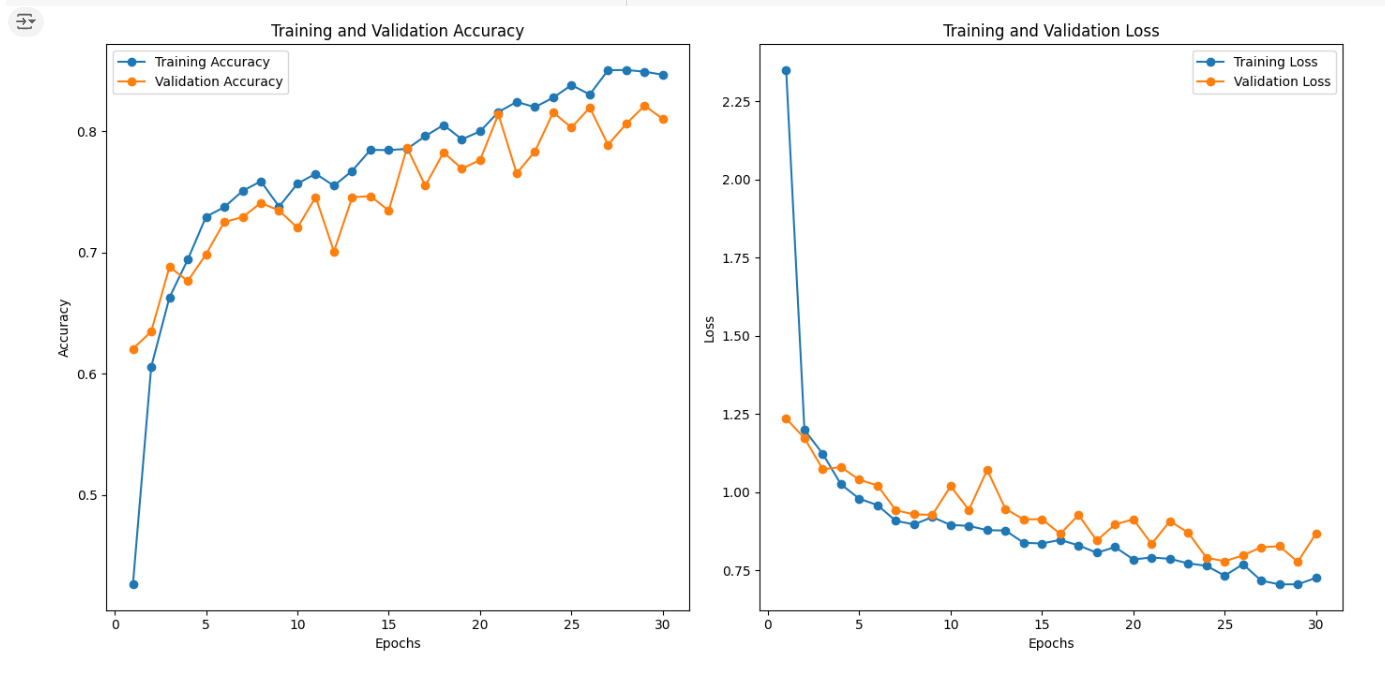 Training and Validation Accuracy
Training Accuracy
Validation Accuracy
0.8
0.7
0.6
0.5
Accuracy
0
5
10
15
20
25
30
Epochs
Training and Validation Loss
Training Loss
Validation Loss
2.25
2.00
1.75
1.50
1.25
1.00
0.75
Loss
0
5
10
15
20
25
30
Epochs